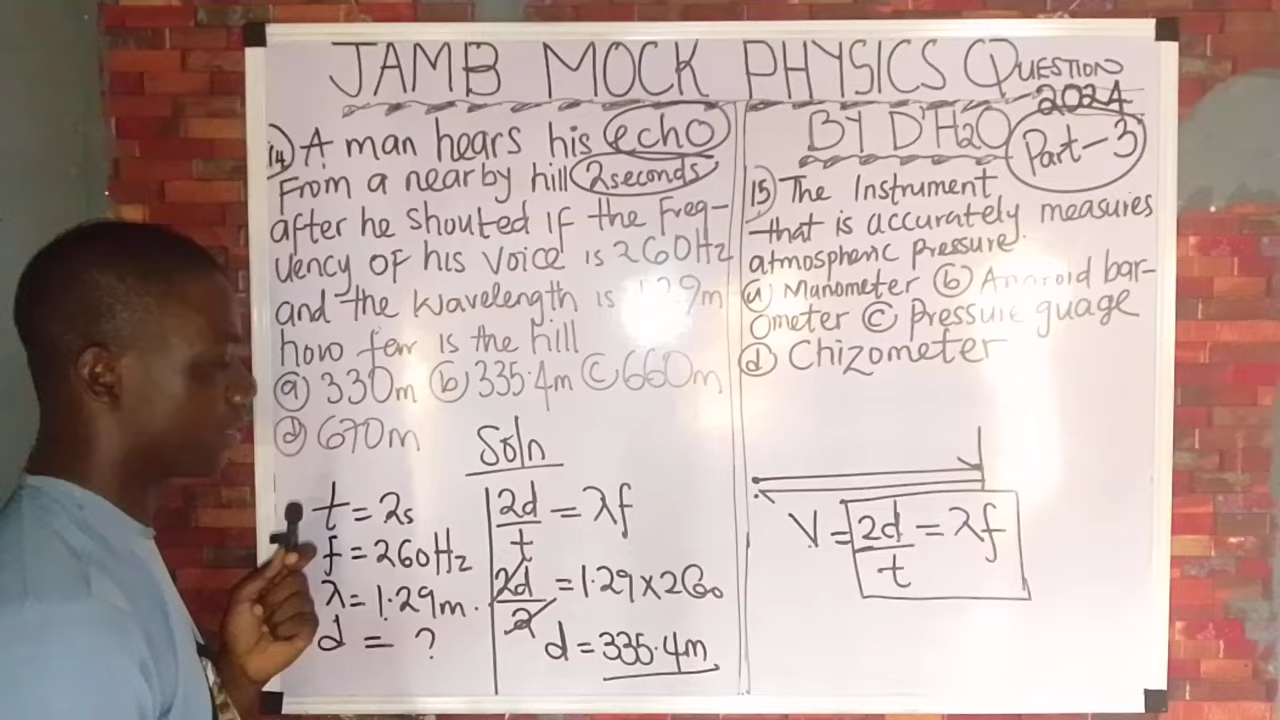 JAMB MOCK PHYSICS QUESTION
2024
BY D'H2O
Part-3
14) A man hears his echo
From a nearby hill 2seconds
after he shouted if the Freq-
uency of his Voice is 260Hz
and the wavelength is 1.29m
how far is the hill
(a) 330m (b) 335.4m (c) 660m
(d) 670m
Soln
t = 2s
f = 260Hz
λ = 1.29m.
d = ?
2d/t = λf
2d/2 = 1.29 × 260
d = 335.4m
15) The Instrument
that is accurately measures
atmospheric pressure.
(a) Manometer (b) Annroid bar-
ometer (c) Pressure guage
(d) Chizometer
V = 2d/t = λf